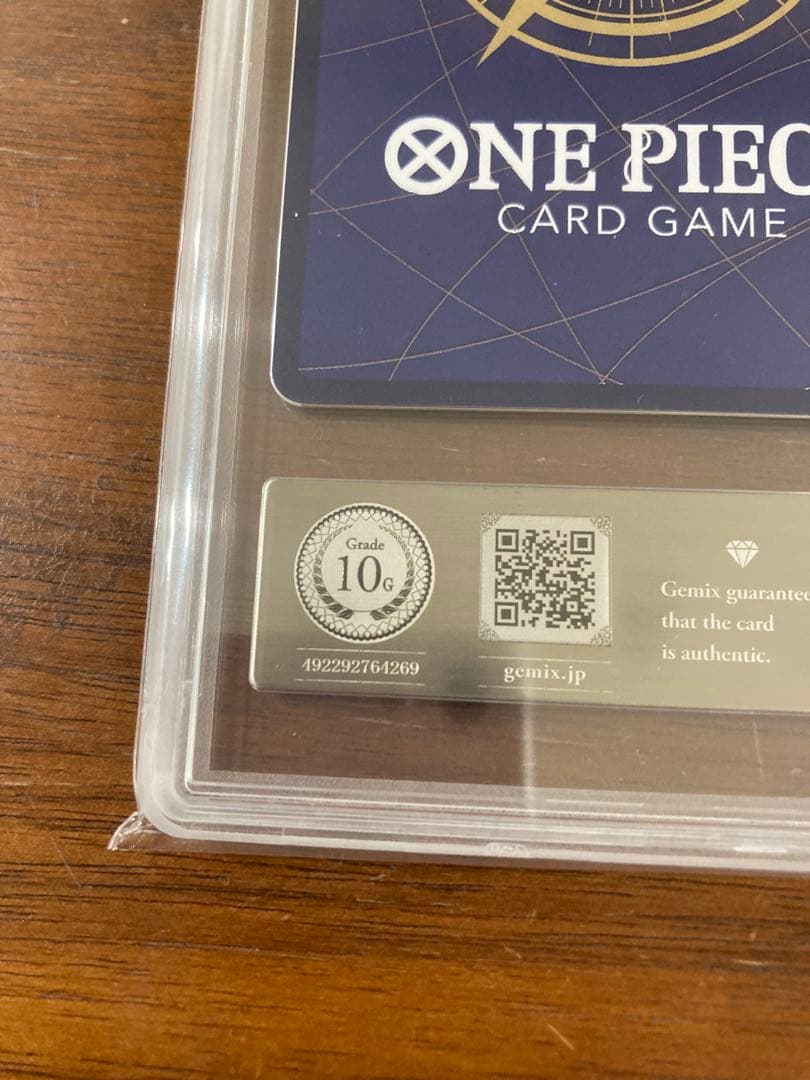 ONE PIEC
CARD GAME
Grade
10G
492292764269
gemix.jp
Gemix guarantee
that the card
is authentic.